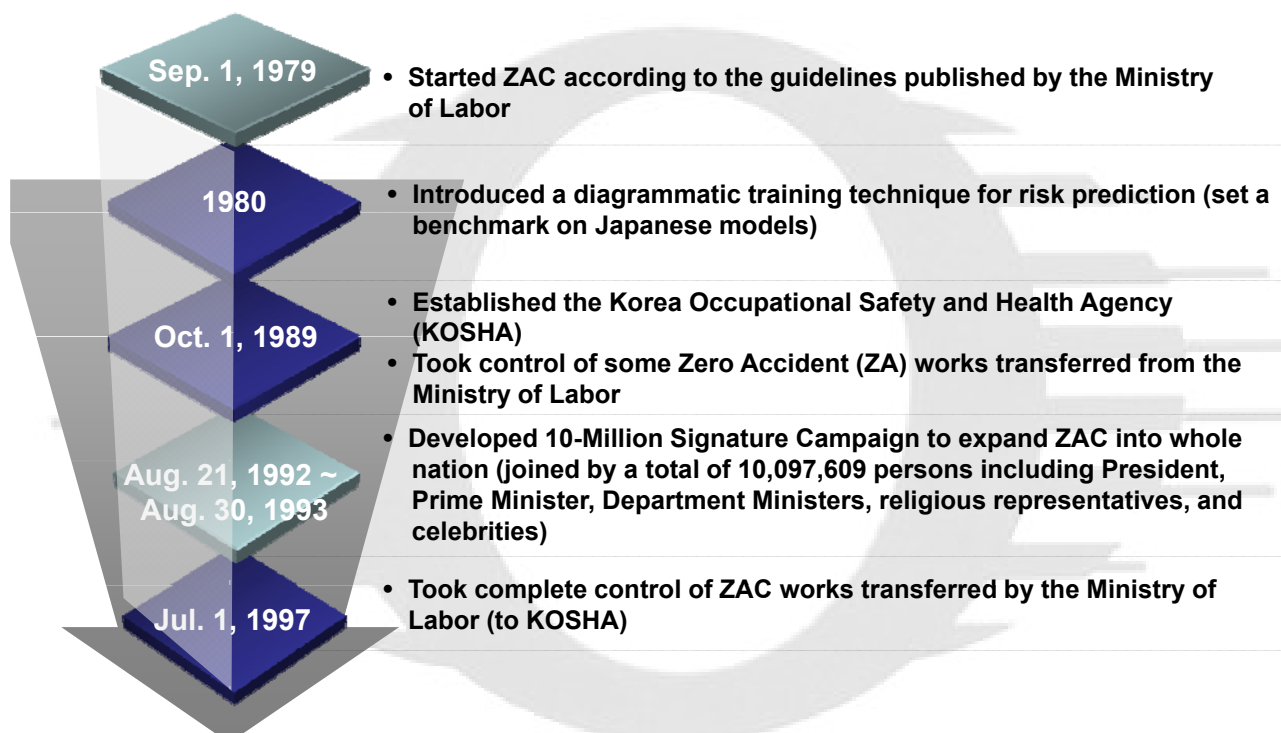 Sep. 1, 1979
• Started ZAC according to the guidelines published by the Ministry
of Labor
1980
• Introduced a diagrammatic training technique for risk prediction (set a
benchmark on Japanese models)
Oct. 1, 1989
• Established the Korea Occupational Safety and Health Agency
(KOSHA)
• Took control of some Zero Accident (ZA) works transferred from the
Ministry of Labor
Aug. 21, 1992 ~
Aug. 30, 1993
• Developed 10-Million Signature Campaign to expand ZAC into whole
nation (joined by a total of 10,097,609 persons including President,
Prime Minister, Department Ministers, religious representatives, and
celebrities)
Jul. 1, 1997
• Took complete control of ZAC works transferred by the Ministry of
Labor (to KOSHA)